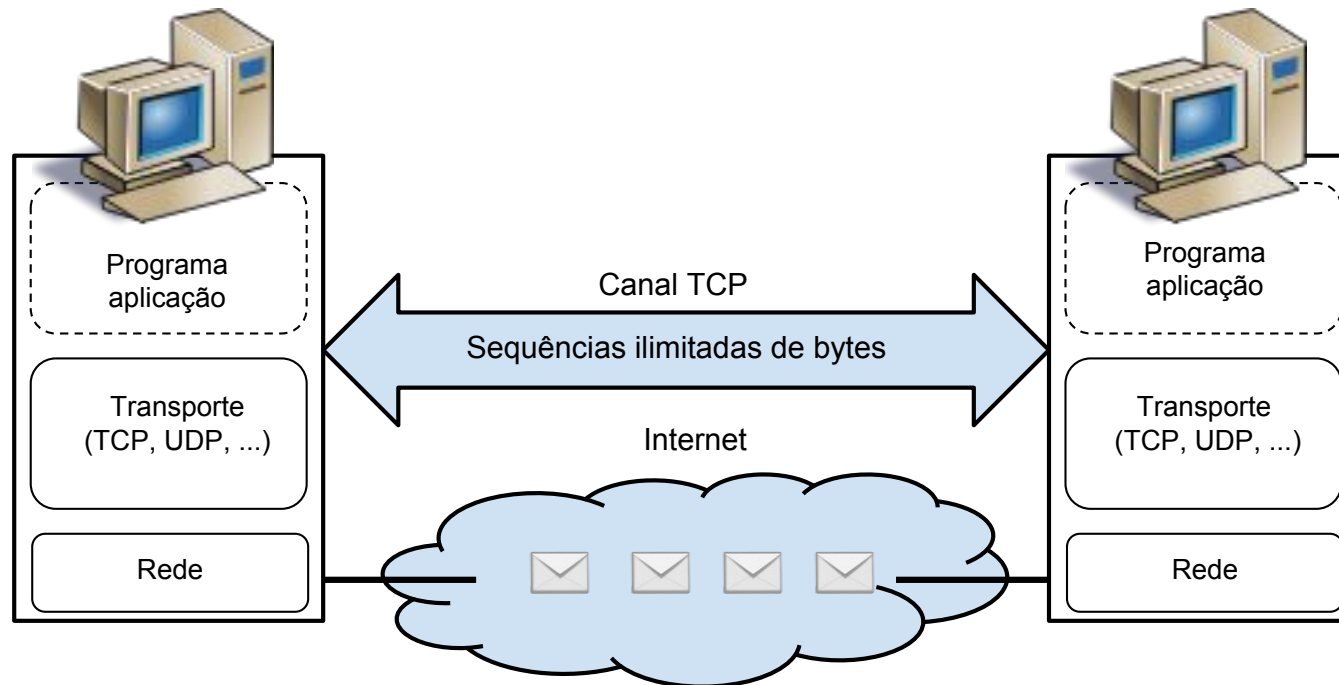 Programa
aplicação
Transporte
(TCP, UDP, ...)
Rede
Canal TCP
Sequências ilimitadas de bytes
Internet
Programa
aplicação
Transporte
(TCP, UDP, ...)
Rede